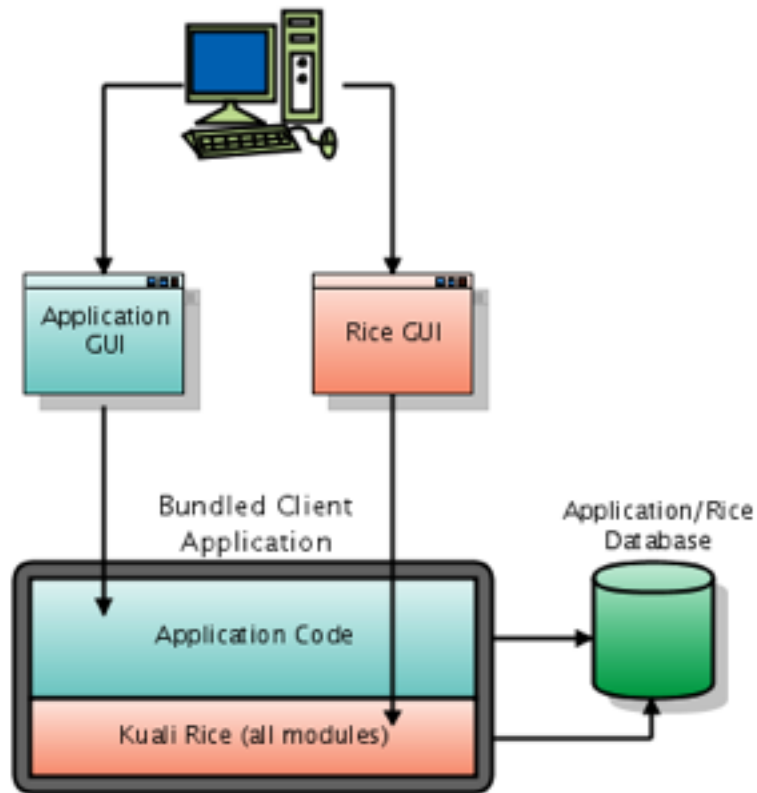 Application
GUI
Rice GUI
Bundled Client
Application
Application/Rice
Database
Application Code
Kuali Rice (all modules)